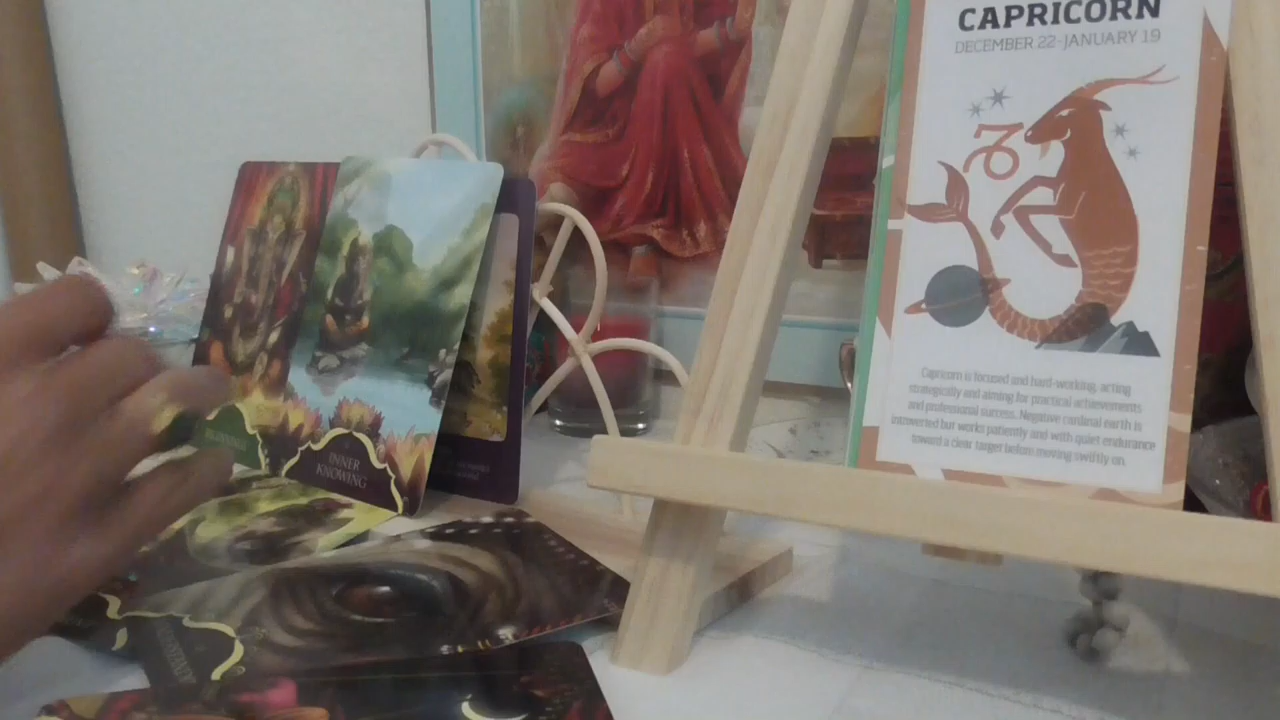 CAPRICORN
DECEMBER 22-JANUARY 19
Capricorn is focused and hard-working, acting
strategically and aiming for practical achievements
and professional success. Negative cardinal earth is
introverted but works patiently and with quiet endurance
toward a clear target before moving swiftly on.
INNER
KNOWING